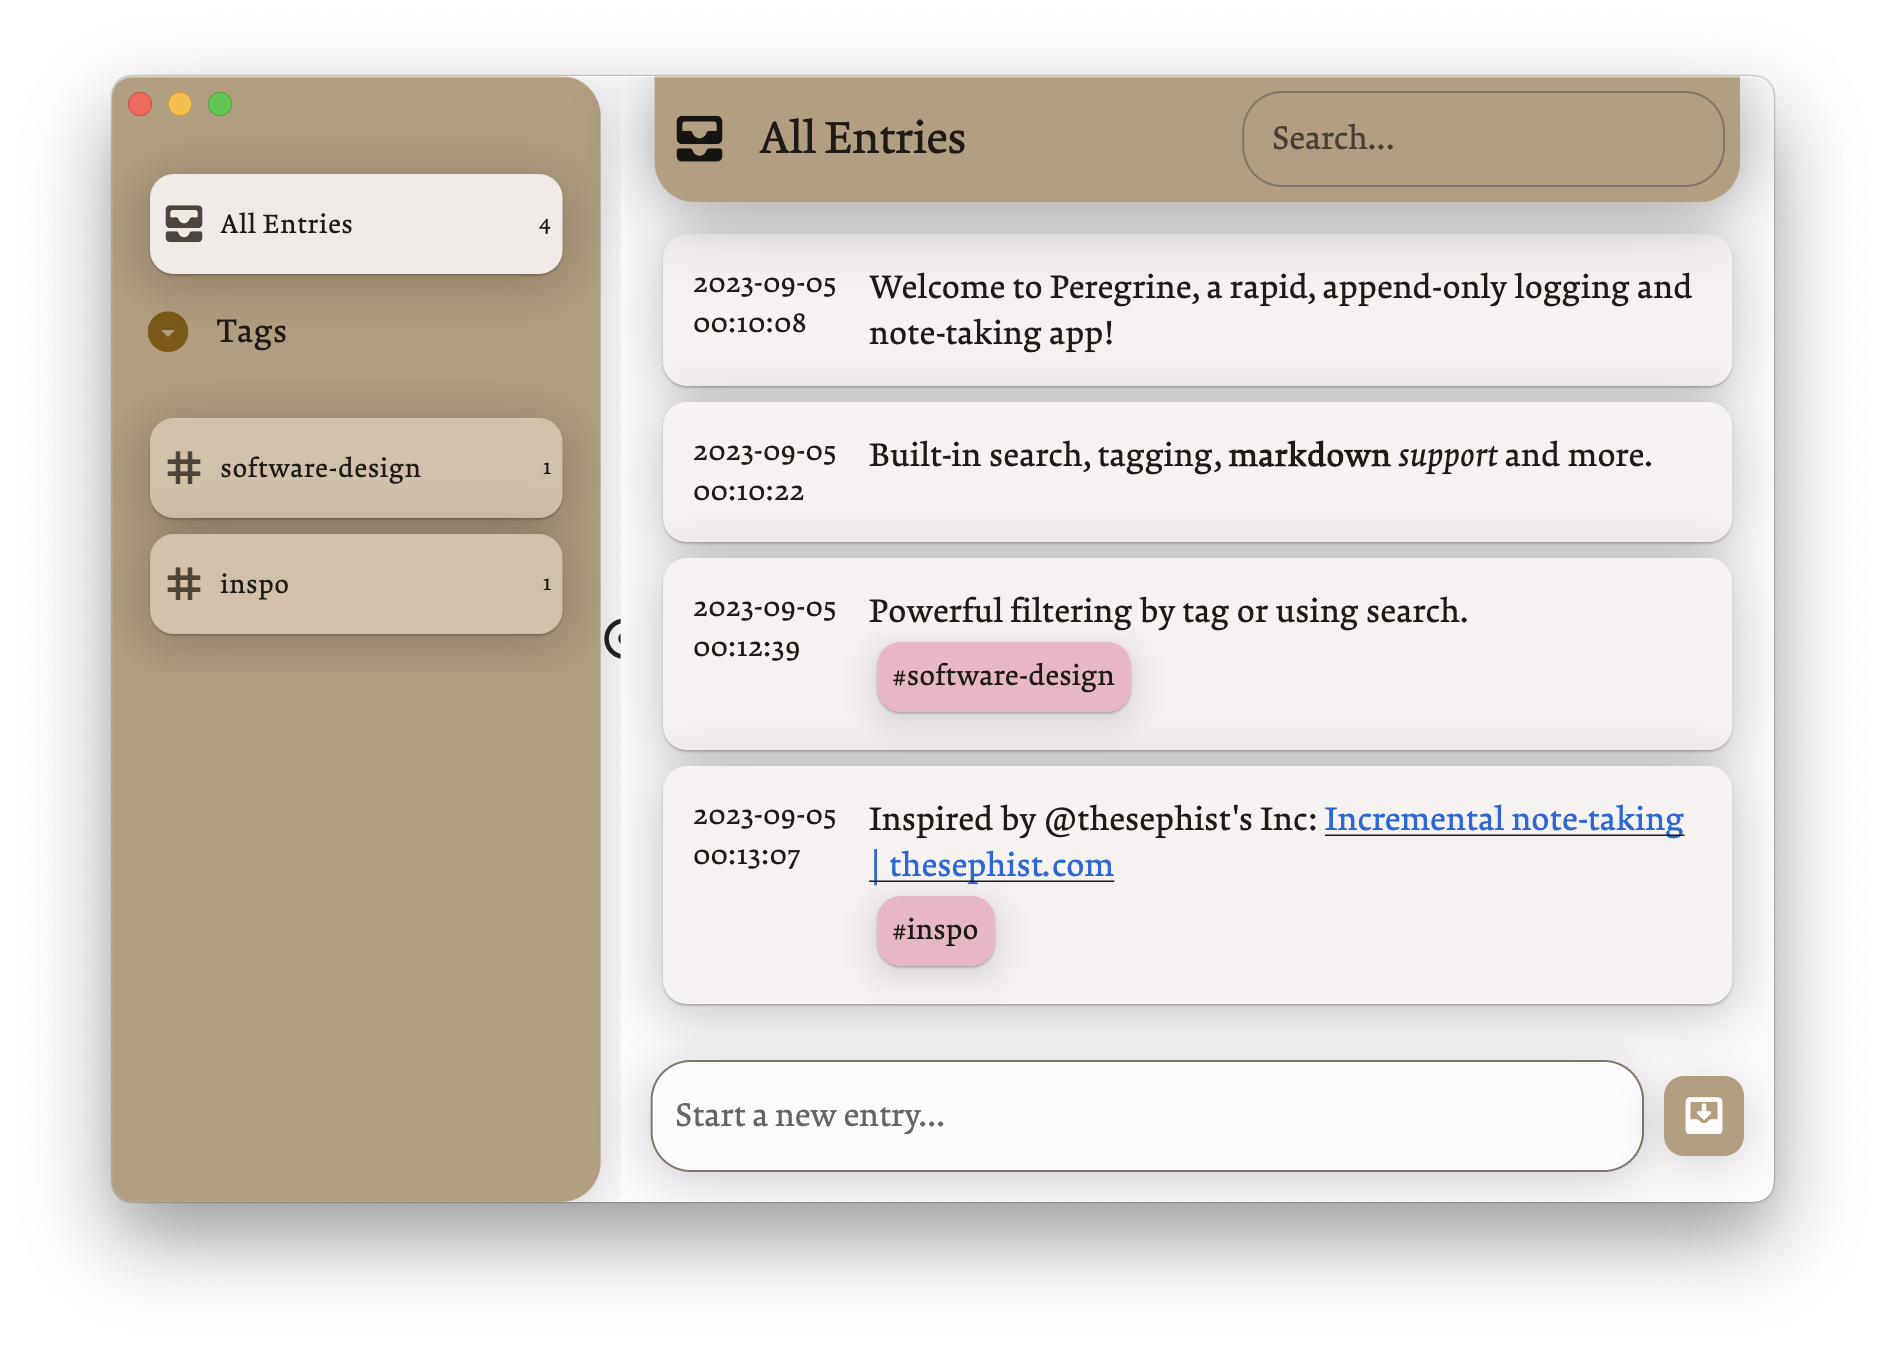 All Entries 4
Tags
software-design 1
inspo 1
All Entries
Search...
2023-09-05
00:10:08
Welcome to Peregrine, a rapid, append-only logging and
note-taking app!
2023-09-05
00:10:22
Built-in search, tagging, markdown support and more.
2023-09-05
00:12:39
Powerful filtering by tag or using search.
#software-design
2023-09-05
00:13:07
Inspired by @thesephist's Inc: Incremental note-taking
| thesephist.com
#inspo
Start a new entry...